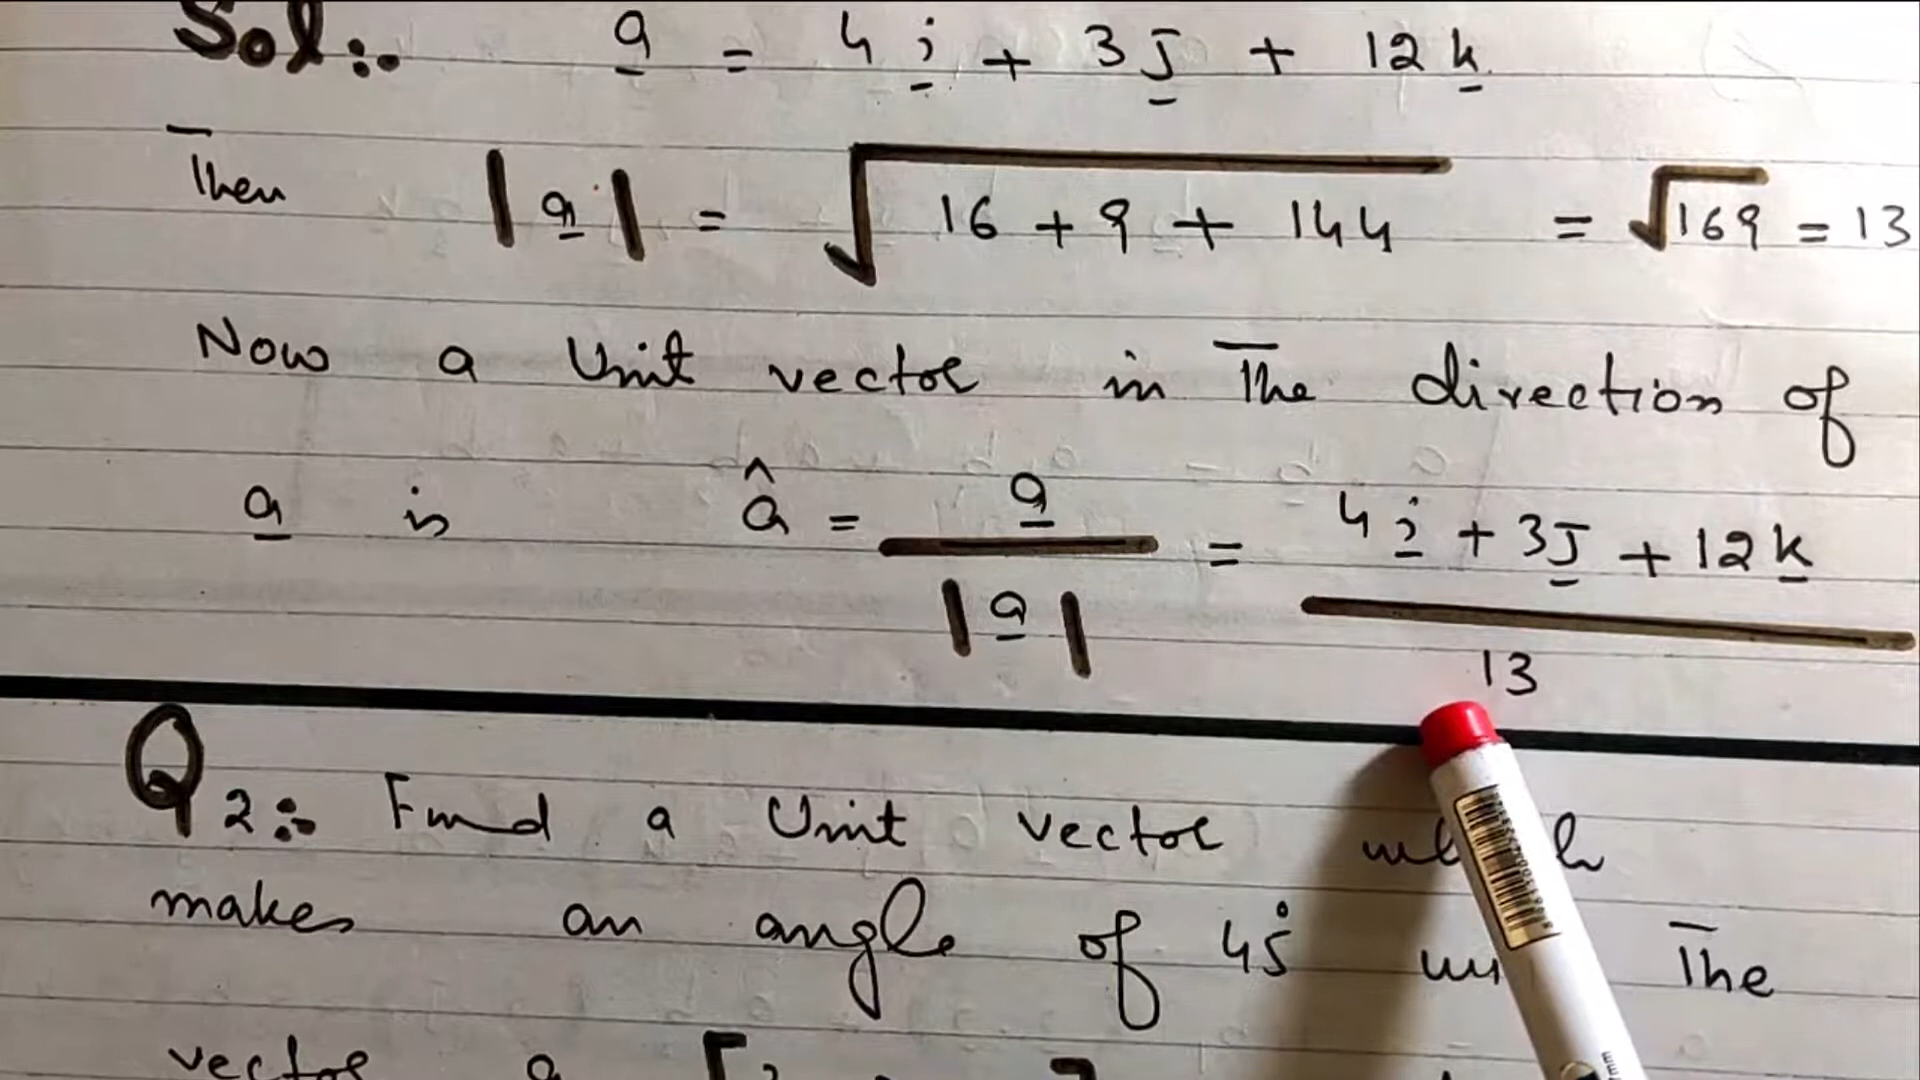 Sol:- a = 4i + 3J + 12k
Then |a| = √16 + 9 + 144 = √169 = 13
Now a Unit vector in The direction of
a is â = a/|a| = 4i + 3J + 12k/13
Q2:- Find a Unit vector
makes an angle of 45° The
vector a